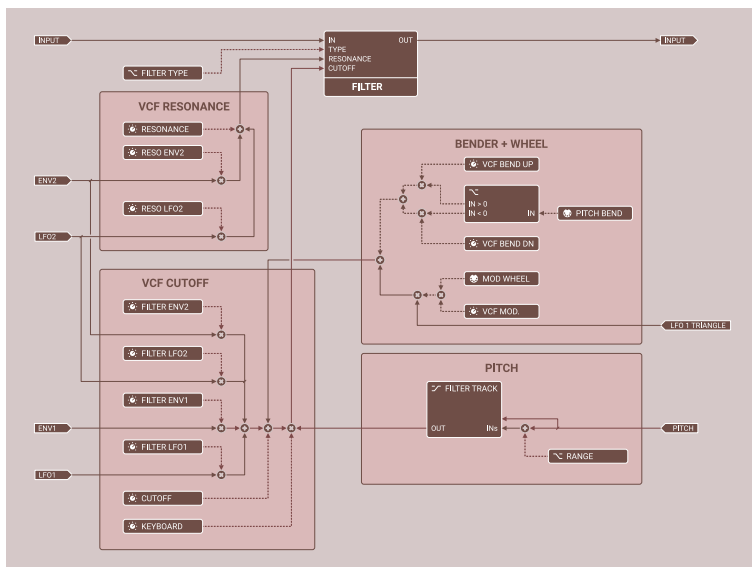 INPUT
IN
OUT
INPUT
TYPE
RESONANCE
CUTOFF
FILTER
FILTER TYPE
VCF RESONANCE
RESONANCE
RESO ENV2
ENV2
RESO LFO2
LFO2
BENDER + WHEEL
VCF BEND UP
IN > 0
IN < 0
IN
PITCH BEND
VCF BEND DN
MOD WHEEL
VCF MOD.
LFO 1 TRIANGLE
VCF CUTOFF
FILTER ENV2
FILTER LFO2
FILTER ENV1
ENV1
FILTER LFO1
LFO1
CUTOFF
KEYBOARD
PITCH
FILTER TRACK
OUT
INs
PITCH
RANGE